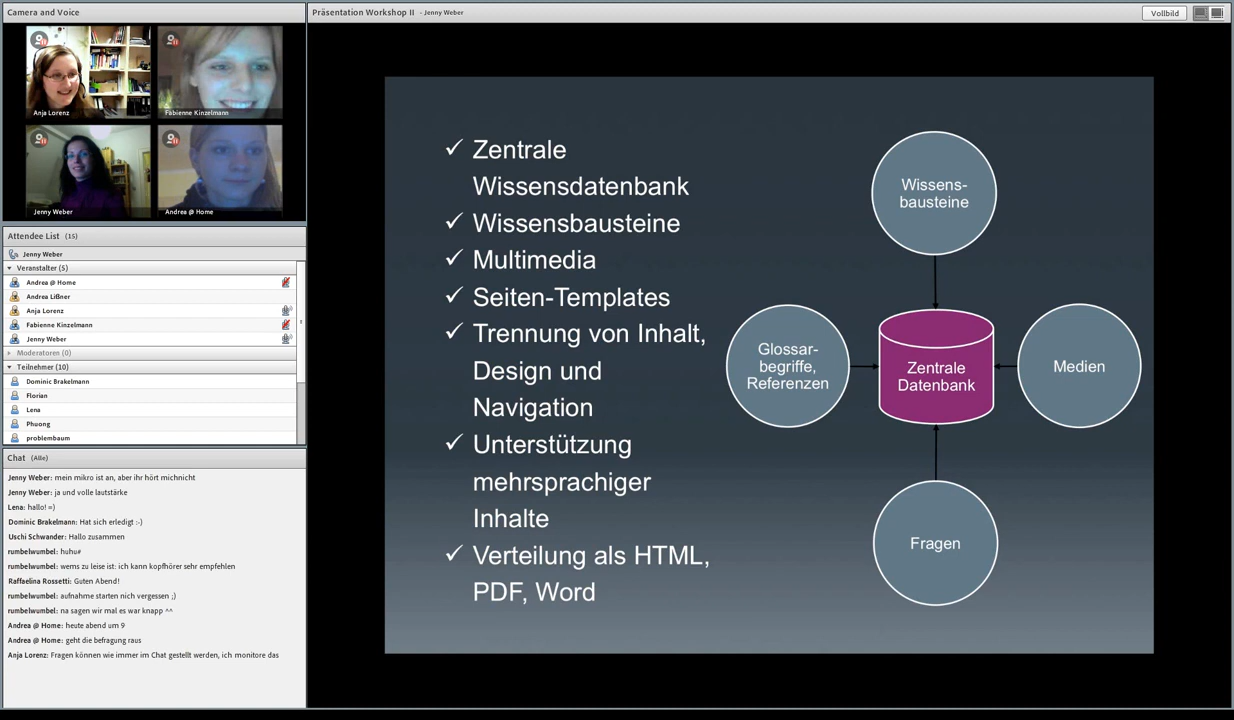 Camera and Voice
Anja Lorenz
Fabienne Kinzelmann
Jenny Weber
Andrea @ Home
Attendee List (15)
Jenny Weber
Veranstalter (5)
Andrea @ Home
Andrea Lißner
Anja Lorenz
Fabienne Kinzelmann
Jenny Weber
Moderatoren (0)
Teilnehmer (10)
Dominic Brakelmann
Florian
Lena
Phuong
problembaum
Chat (Alle)
Jenny Weber: mein mikro ist an, aber ihr hört michnicht
Jenny Weber: ja und volle lautstärke
Lena: hallo! =)
Dominic Brakelmann: Hat sich erledigt :-)
Uschi Schwander: Hallo zusammen
rumbelwumbel: huhu#
rumbelwumbel: wems zu leise ist: ich kann kopfhörer sehr empfehlen
Raffaelina Rossetti: Guten Abend!
rumbelwumbel: aufnahme starten nich vergessen ;)
rumbelwumbel: na sagen wir mal es war knapp ^^
Andrea @ Home: heute abend um 9
Andrea @ Home: geht die befragung raus
Anja Lorenz: Fragen können wie immer im Chat gestellt werden, ich monitore das
Präsentation Workshop II - Jenny Weber
Vollbild
✓ Zentrale
Wissensdatenbank
✓ Wissensbausteine
✓ Multimedia
✓ Seiten-Templates
✓ Trennung von Inhalt,
Design und
Navigation
✓ Unterstützung
mehrsprachiger
Inhalte
✓ Verteilung als HTML,
PDF, Word
Wissens-
bausteine
Glossar-
begriffe,
Referenzen
Zentrale
Datenbank
Medien
Fragen